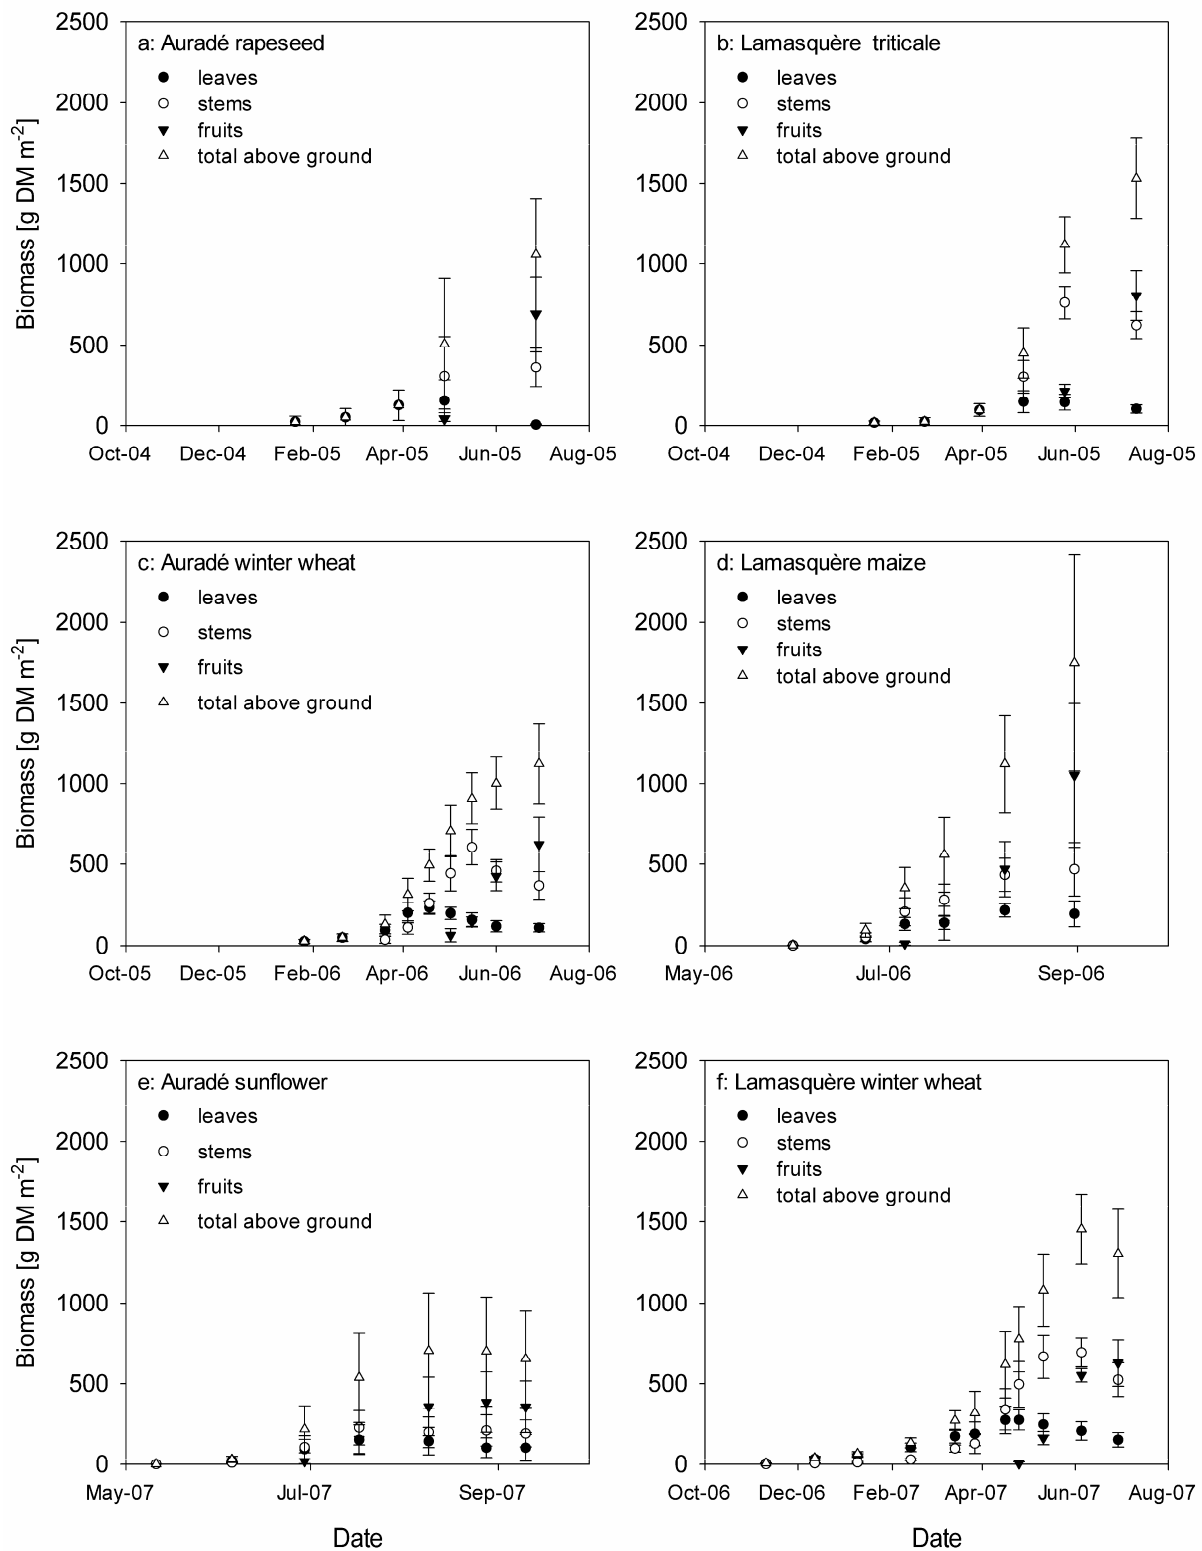 a: Auradé rapeseed
leaves
stems
fruits
total above ground
Biomass [g DM m-2]
2500
2000
1500
1000
500
0
Oct-04 Dec-04 Feb-05 Apr-05 Jun-05 Aug-05
b: Lamasquère triticale
leaves
stems
fruits
total above ground
2500
2000
1500
1000
500
0
Oct-04 Dec-04 Feb-05 Apr-05 Jun-05 Aug-05
c: Auradé winter wheat
leaves
stems
fruits
total above ground
Biomass [g DM m-2]
2500
2000
1500
1000
500
0
Oct-05 Dec-05 Feb-06 Apr-06 Jun-06 Aug-06
d: Lamasquère maize
leaves
stems
fruits
total above ground
2500
2000
1500
1000
500
0
May-06 Jul-06 Sep-06
e: Auradé sunflower
leaves
stems
fruits
total above ground
Biomass [g DM m-2]
2500
2000
1500
1000
500
0
May-07 Jul-07 Sep-07
Date
f: Lamasquère winter wheat
leaves
stems
fruits
total above ground
2500
2000
1500
1000
500
0
Oct-06 Dec-06 Feb-07 Apr-07 Jun-07 Aug-07
Date